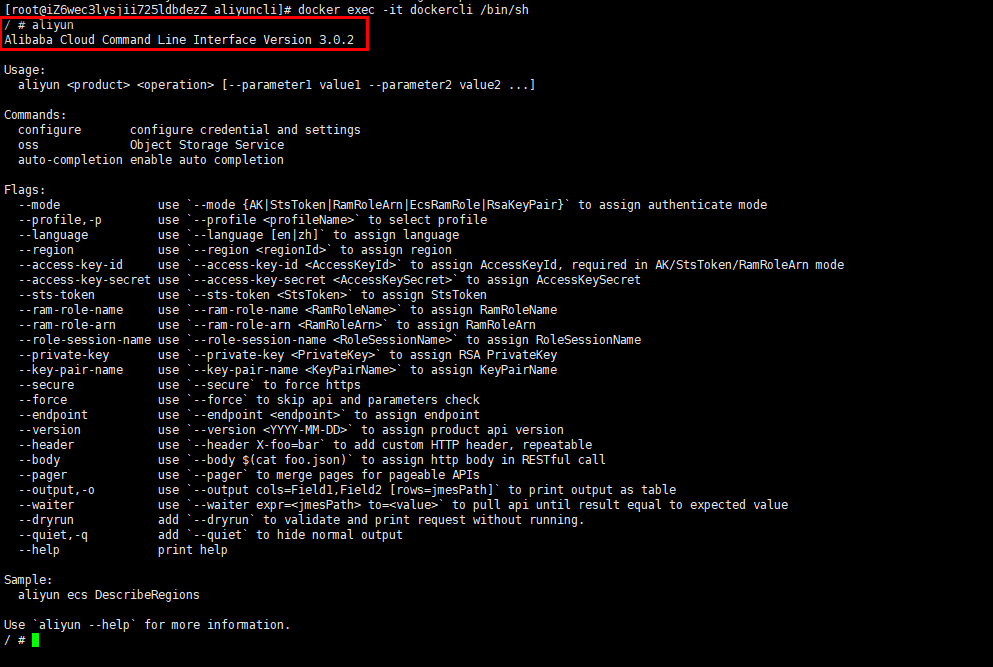 [root@iZ6wec3lysjii725ldbdezZ aliyuncli]# docker exec -it dockercli /bin/sh
/ # aliyun
Alibaba Cloud Command Line Interface Version 3.0.2
Usage:
  aliyun <product> <operation> [--parameter1 value1 --parameter2 value2 ...]
Commands:
  configure       configure credential and settings
  oss             Object Storage Service
  auto-completion enable auto completion
Flags:
  --mode              use `--mode {AK|StsToken|RamRoleArn|EcsRamRole|RsaKeyPair}` to assign authenticate mode
  --profile,-p        use `--profile <profileName>` to select profile
  --language          use `--language [en|zh]` to assign language
  --region            use `--region <regionId>` to assign region
  --access-key-id     use `--access-key-id <AccessKeyId>` to assign AccessKeyId, required in AK/StsToken/RamRoleArn mode
  --access-key-secret use `--access-key-secret <AccessKeySecret>` to assign AccessKeySecret
  --sts-token         use `--sts-token <StsToken>` to assign StsToken
  --ram-role-name     use `--ram-role-name <RamRoleName>` to assign RamRoleName
  --ram-role-arn      use `--ram-role-arn <RamRoleArn>` to assign RamRoleArn
  --role-session-name use `--role-session-name <RoleSessionName>` to assign RoleSessionName
  --private-key       use `--private-key <PrivateKey>` to assign RSA PrivateKey
  --key-pair-name     use `--key-pair-name <KeyPairName>` to assign KeyPairName
  --secure            use `--secure` to force https
  --force             use `--force` to skip api and parameters check
  --endpoint          use `--endpoint <endpoint>` to assign endpoint
  --version           use `--version <YYYY-MM-DD>` to assign product api version
  --header            use `--header X-foo=bar` to add custom HTTP header, repeatable
  --body              use `--body $(cat foo.json)` to assign http body in RESTful call
  --pager             use `--pager` to merge pages for pageable APIs
  --output,-o         use `--output cols=Field1,Field2 [rows=jmesPath]` to print output as table
  --waiter            use `--waiter expr=<jmesPath> to=<value>` to pull api until result equal to expected value
  --dryrun            add `--dryrun` to validate and print request without running.
  --quiet,-q          add `--quiet` to hide normal output
  --help              print help
Sample:
  aliyun ecs DescribeRegions
Use `aliyun --help` for more information.
/ #